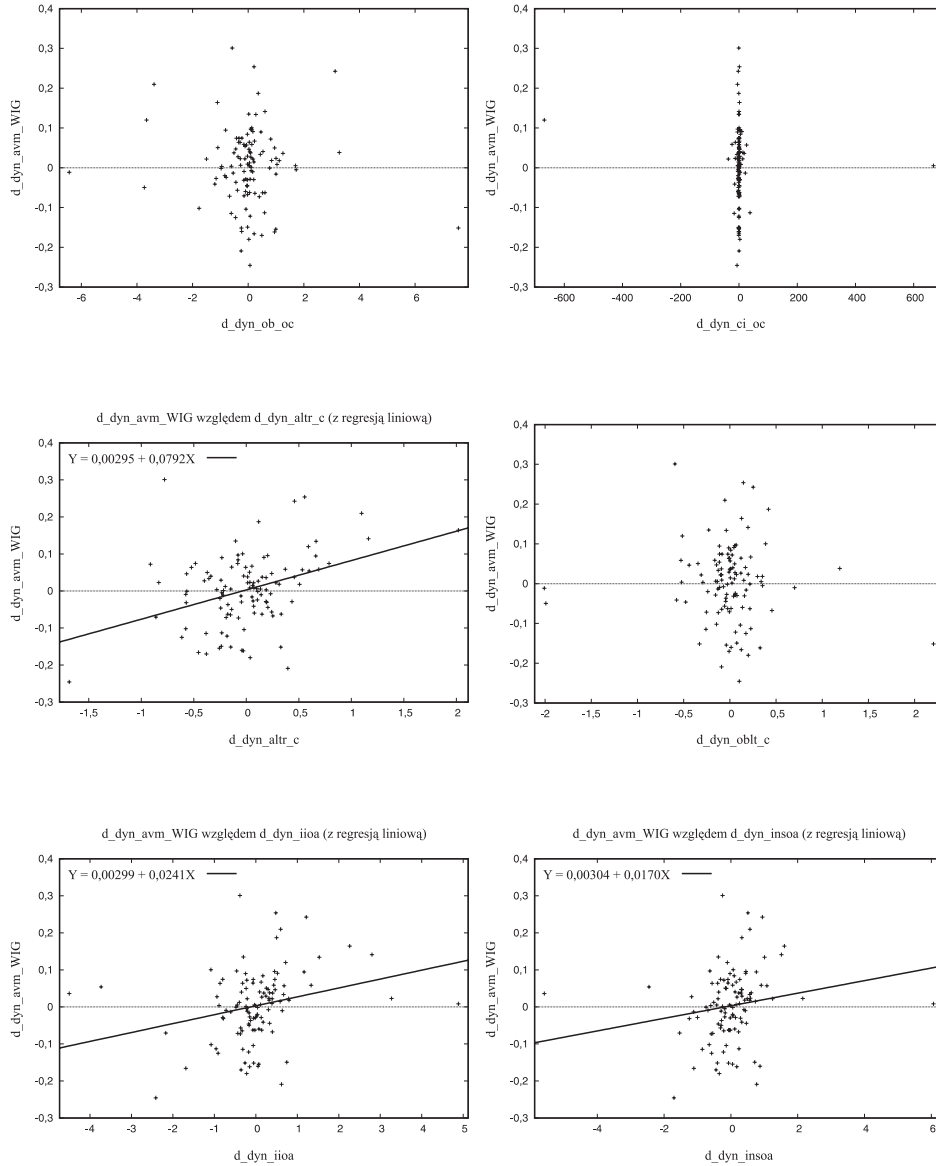 0,4
0,3
0,2
0,1
0
-0,1
-0,2
-0,3
d_dyn_avm_WIG
-6 -4 -2 0 2 4 6
d_dyn_ob_oc
0,4
0,3
0,2
0,1
0
-0,1
-0,2
-0,3
d_dyn_avm_WIG
-600 -400 -200 0 200 400 600
d_dyn_ci_oc
d_dyn_avm_WIG względem d_dyn_altr_c (z regresją liniową)
Y = 0,00295 + 0,0792X
0,4
0,3
0,2
0,1
0
-0,1
-0,2
-0,3
d_dyn_avm_WIG
-1,5 -1 -0,5 0 0,5 1 1,5 2
d_dyn_altr_c
0,4
0,3
0,2
0,1
0
-0,1
-0,2
-0,3
d_dyn_avm_WIG
-2 -0,5 0 0,5 1 1,5 2
d_dyn_oblt_c
d_dyn_avm_WIG względem d_dyn_iioa (z regresją liniową)
Y = 0,00299 + 0,0241X
0,4
0,3
0,2
0,1
0
-0,1
-0,2
-0,3
d_dyn_avm_WIG
-4 -3 -2 -1 0 1 2 3 4 5
d_dyn_iioa
d_dyn_avm_WIG względem d_dyn_insoa (z regresją liniową)
Y = 0,00304 + 0,0170X
0,4
0,3
0,2
0,1
0
-0,1
-0,2
-0,3
d_dyn_avm_WIG
-4 -2 0 2 4 6
d_dyn_insoa